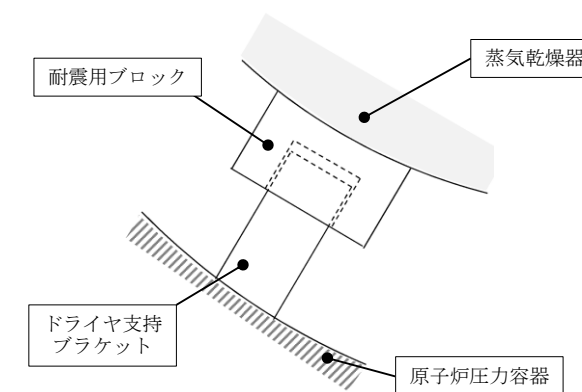 蒸気乾燥器
耐震用ブロック
ドライヤ支持
ブラケット
原子炉圧力容器